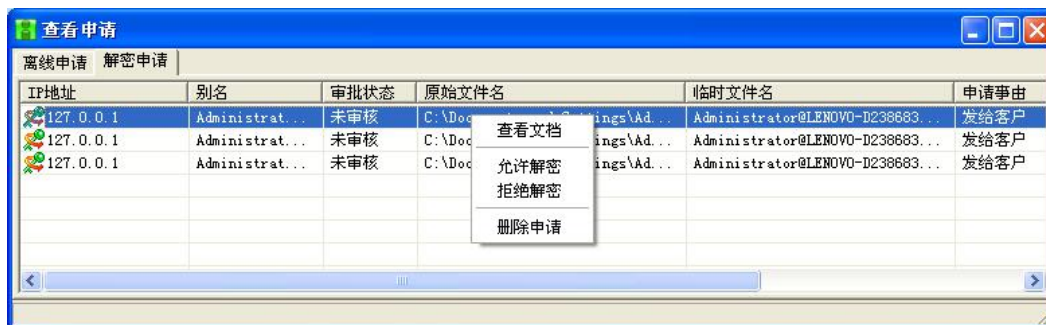 查看申请
离线申请 解密申请
IP地址 别名 审批状态 原始文件名 临时文件名 申请事由
127.0.0.1 Administrat... 未审核 C:\Doc ings\Ad... Administrator@LENOVO-D238683... 发给客户
查看文档
127.0.0.1 Administrat... 未审核 C:\Doc ings\Ad... Administrator@LENOVO-D238683... 发给客户
127.0.0.1 Administrat... 未审核 C:\Doc ings\Ad... Administrator@LENOVO-D238683... 发给客户
允许解密
拒绝解密
删除申请